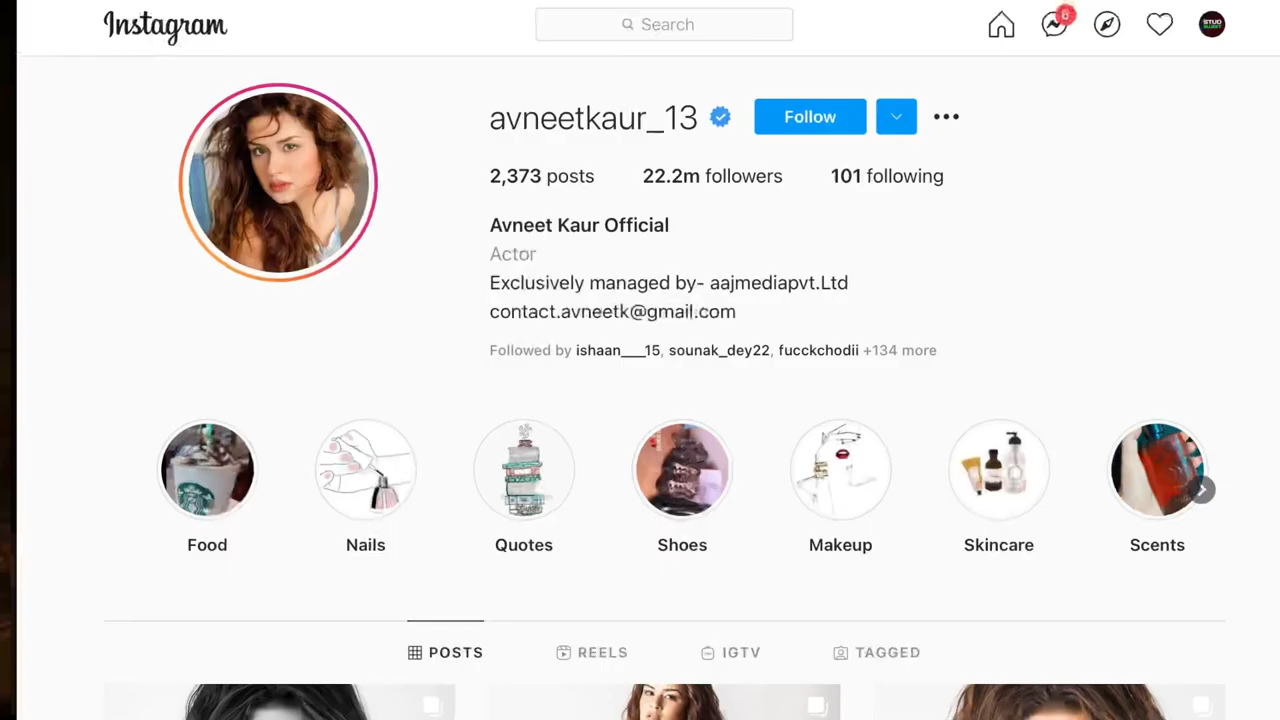 Instagram
Search
8
STUD
avneetkaur_13
Follow
2,373 posts
22.2m followers
101 following
Avneet Kaur Official
Actor
Exclusively managed by- aajmediapvt.Ltd
contact.avneetk@gmail.com
Followed by ishaan___15, sounak_dey22, fucckchodii +134 more
Food
Nails
Quotes
Shoes
Makeup
Skincare
Scents
POSTS
REELS
IGTV
TAGGED